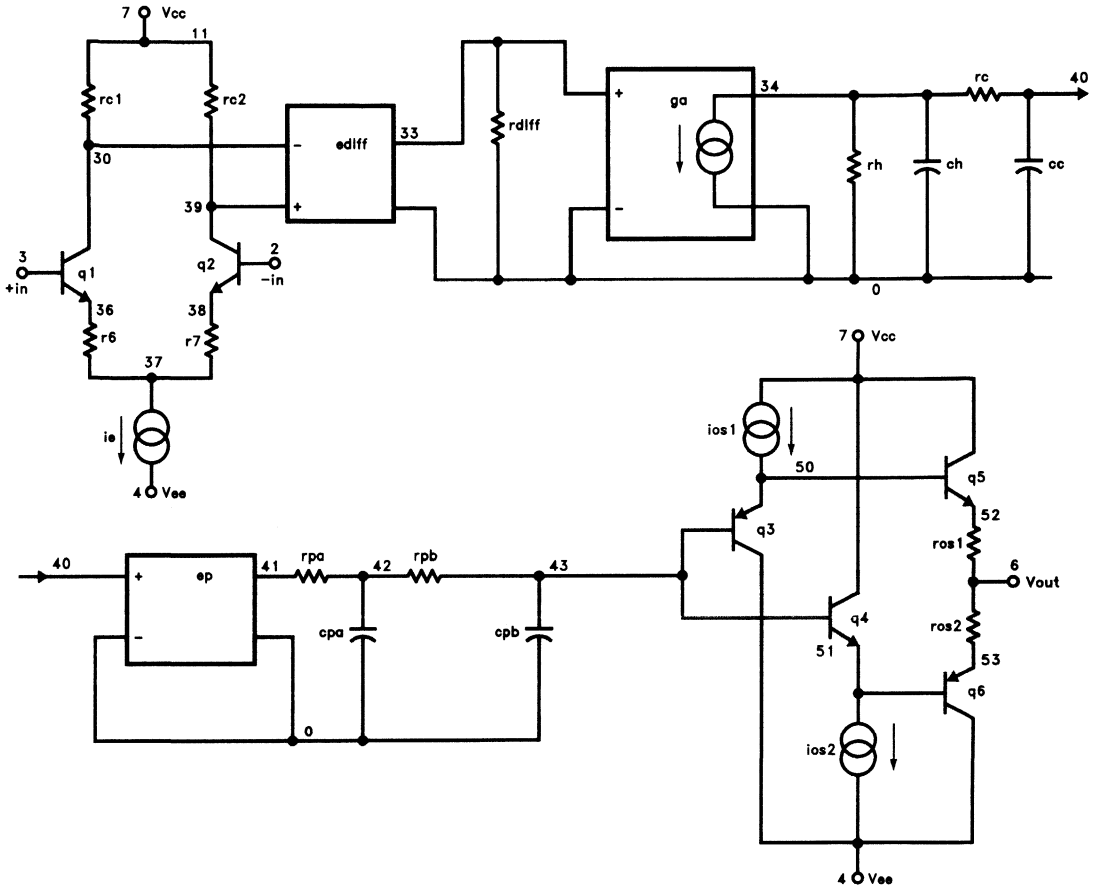 7 Vcc
11
rc1
rc2
30
39
3
+in
q1
q2
2
-in
36
38
r6
r7
37
ie
4 Vee
-
ediff
+
33
rdiff
+
ga
-
34
rc
40
rh
ch
cc
0
7 Vcc
ios1
50
q5
q3
52
ros1
6
Vout
q4
51
ros2
53
q6
ios2
4 Vee
40
+
ep
-
41
rpa
42
rpb
43
cpa
cpb
0